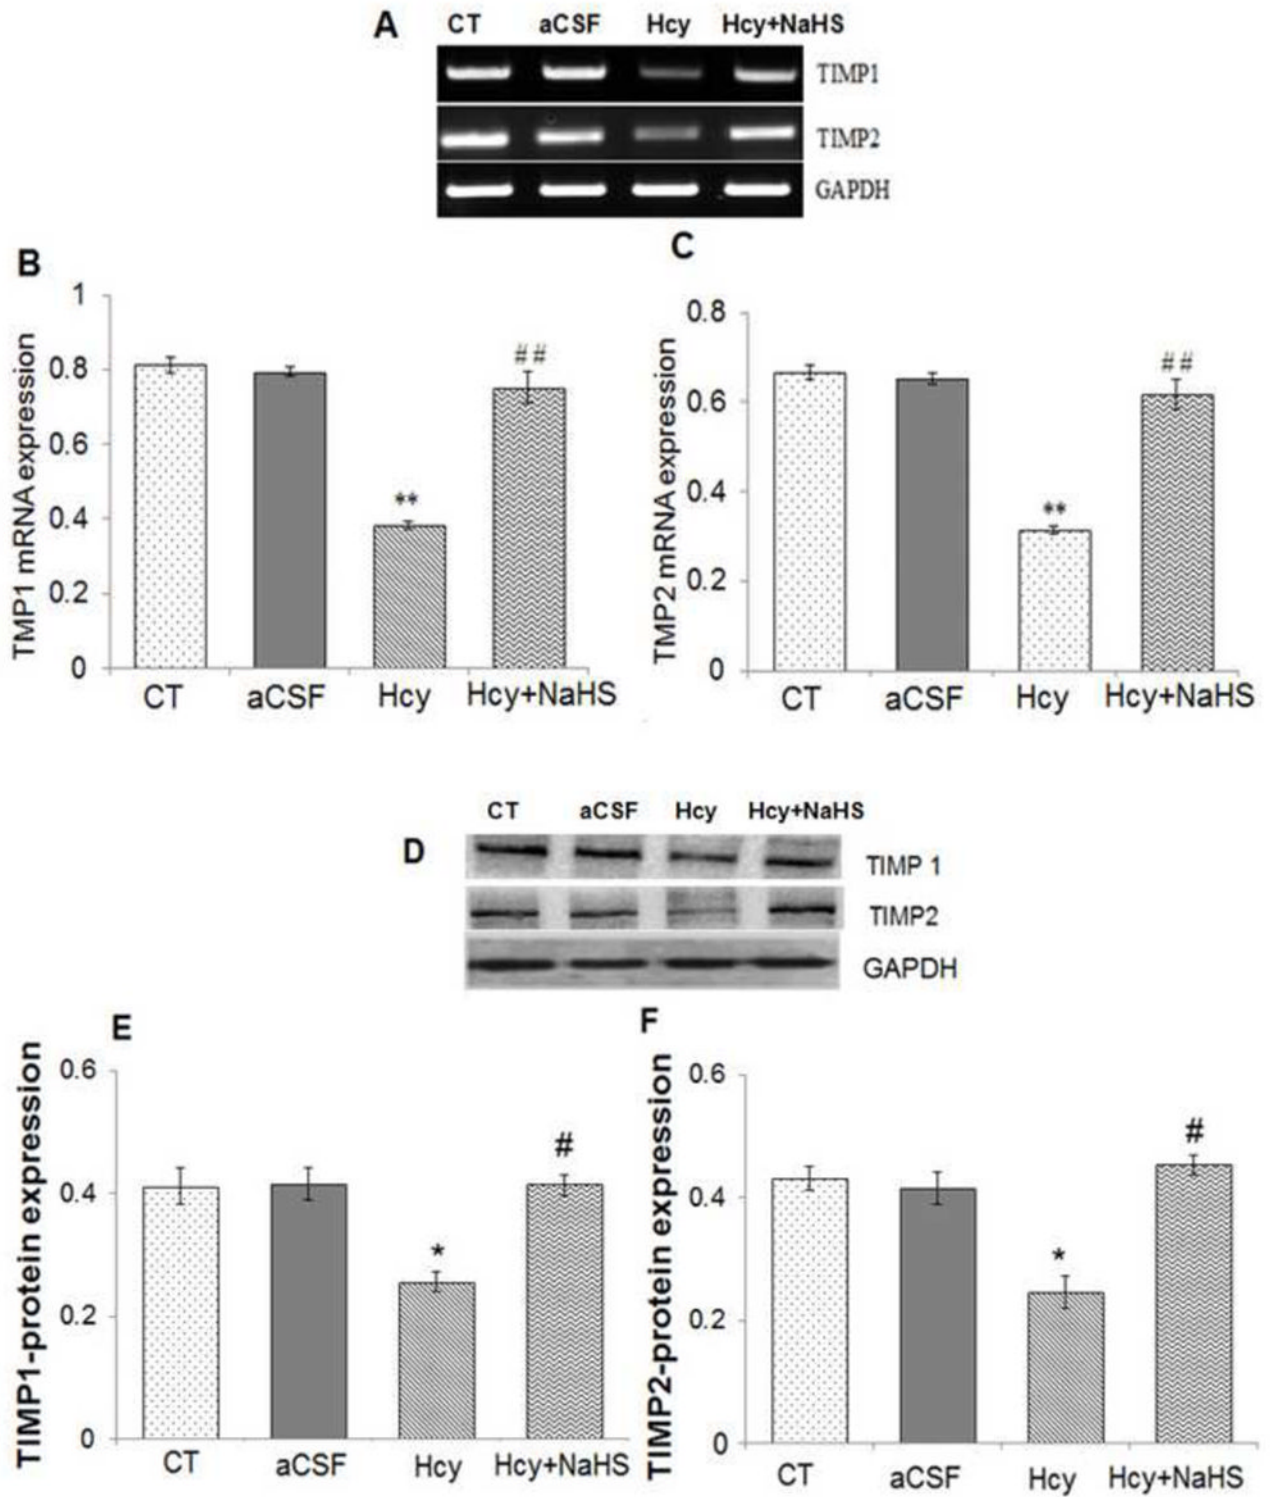 A
CT aCSF Hcy Hcy+NaHS
TIMP1
TIMP2
GAPDH
B
TMP1 mRNA expression
1
0.8
0.6
0.4
0.2
0
**
##
CT aCSF Hcy Hcy+NaHS
C
TMP2 mRNA expression
0.8
0.6
0.4
0.2
0
**
##
CT aCSF Hcy Hcy+NaHS
D
CT aCSF Hcy Hcy+NaHS
TIMP 1
TIMP2
GAPDH
E
TIMP1-protein expression
0.6
0.4
0.2
0
*
#
CT aCSF Hcy Hcy+NaHS
F
TIMP2-protein expression
0.6
0.4
0.2
0
*
#
CT aCSF Hcy Hcy+NaHS